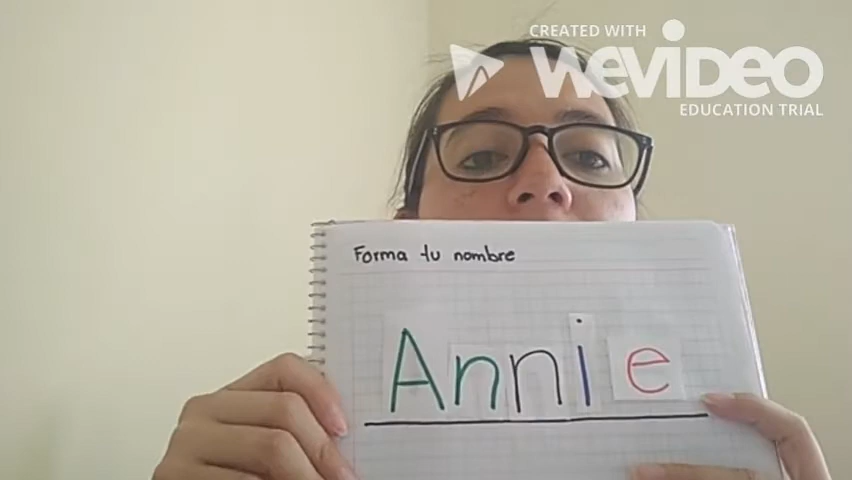 CREATED WITH
WEVIDEO
EDUCATION TRIAL
Forma tu nombre
Annie